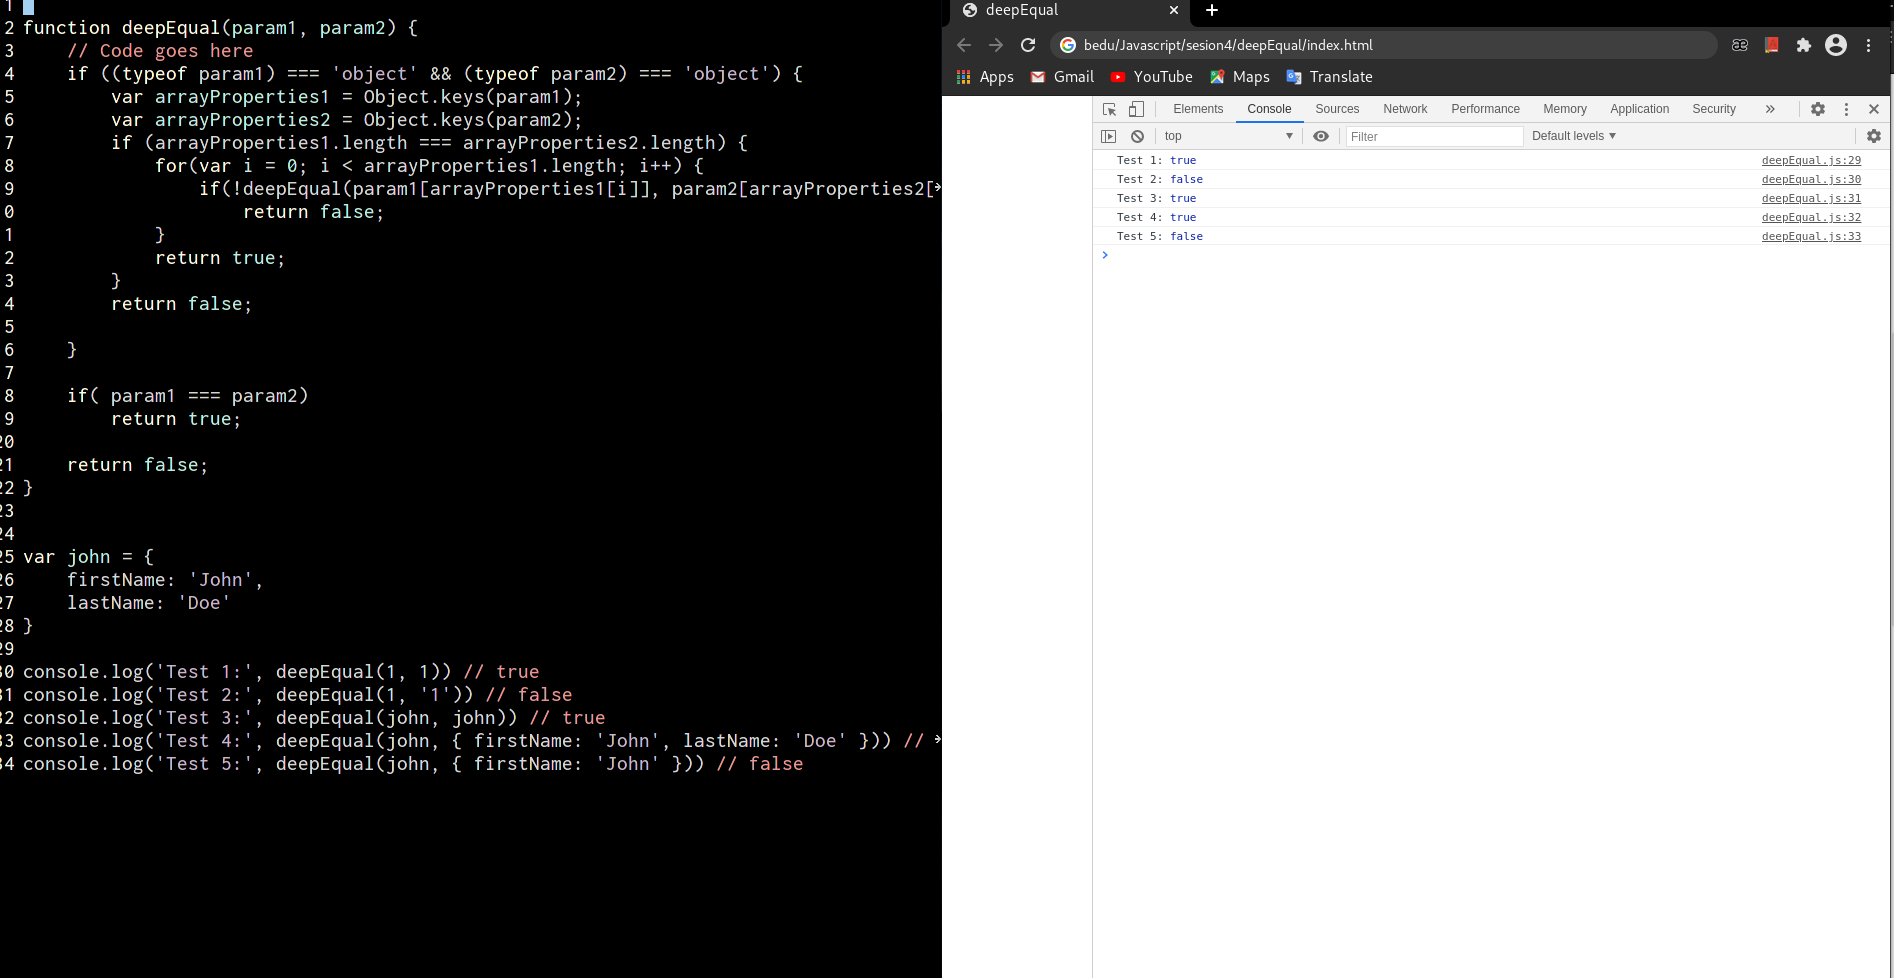 1
2 function deepEqual(param1, param2) {
3     // Code goes here
4     if ((typeof param1) === 'object' && (typeof param2) === 'object') {
5         var arrayProperties1 = Object.keys(param1);
6         var arrayProperties2 = Object.keys(param2);
7         if (arrayProperties1.length === arrayProperties2.length) {
8             for(var i = 0; i < arrayProperties1.length; i++) {
9                 if(!deepEqual(param1[arrayProperties1[i]], param2[arrayProperties2[
0                     return false;
1             }
2             return true;
3         }
4         return false;
5
6     }
7
8     if( param1 === param2)
9         return true;
20
21     return false;
22 }
23
24
25 var john = {
26     firstName: 'John',
27     lastName: 'Doe'
28 }
29
30 console.log('Test 1:', deepEqual(1, 1)) // true
31 console.log('Test 2:', deepEqual(1, '1')) // false
32 console.log('Test 3:', deepEqual(john, john)) // true
33 console.log('Test 4:', deepEqual(john, { firstName: 'John', lastName: 'Doe' })) //
34 console.log('Test 5:', deepEqual(john, { firstName: 'John' })) // false
deepEqual
bedu/Javascript/sesion4/deepEqual/index.html
Apps Gmail YouTube Maps Translate
Elements Console Sources Network Performance Memory Application Security
top Filter Default levels
Test 1: true deepEqual.js:29
Test 2: false deepEqual.js:30
Test 3: true deepEqual.js:31
Test 4: true deepEqual.js:32
Test 5: false deepEqual.js:33